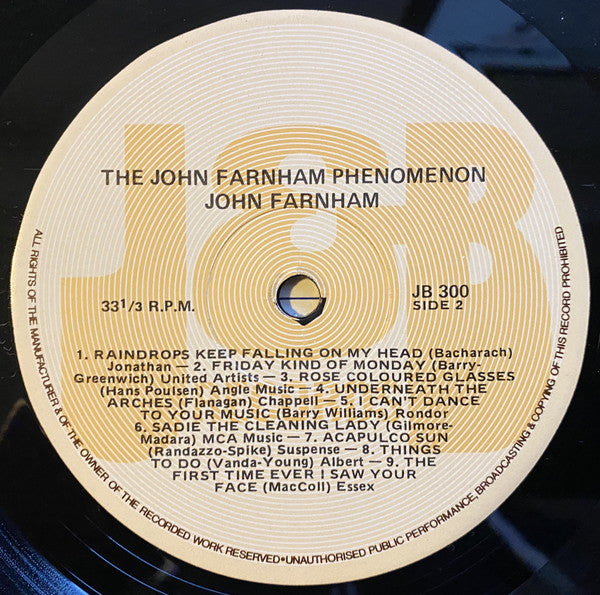 J&B
THE JOHN FARNHAM PHENOMENON
JOHN FARNHAM
33 1/3 R.P.M.
JB 300
SIDE 2
1. RAINDROPS KEEP FALLING ON MY HEAD (Bacharach)
Jonathan — 2. FRIDAY KIND OF MONDAY (Barry-
Greenwich) United Artists — 3. ROSE COLOURED GLASSES
(Hans Poulsen) Angle Music — 4. UNDERNEATH THE
ARCHES (Flanagan) Chappell — 5. I CAN'T DANCE
TO YOUR MUSIC (Barry Williams) Rondor
6. SADIE THE CLEANING LADY (Gilmore-
Madara) MCA Music — 7. ACAPULCO SUN
(Randazzo-Spike) Suspense — 8. THINGS
TO DO (Vanda-Young) Albert — 9. THE
FIRST TIME EVER I SAW YOUR
FACE (MacColl) Essex
ALL RIGHTS OF THE MANUFACTURER & OF THE OWNER OF THE RECORDED WORK RESERVED • UNAUTHORISED PUBLIC PERFORMANCE, BROADCASTING & COPYING OF THIS RECORD PROHIBITED